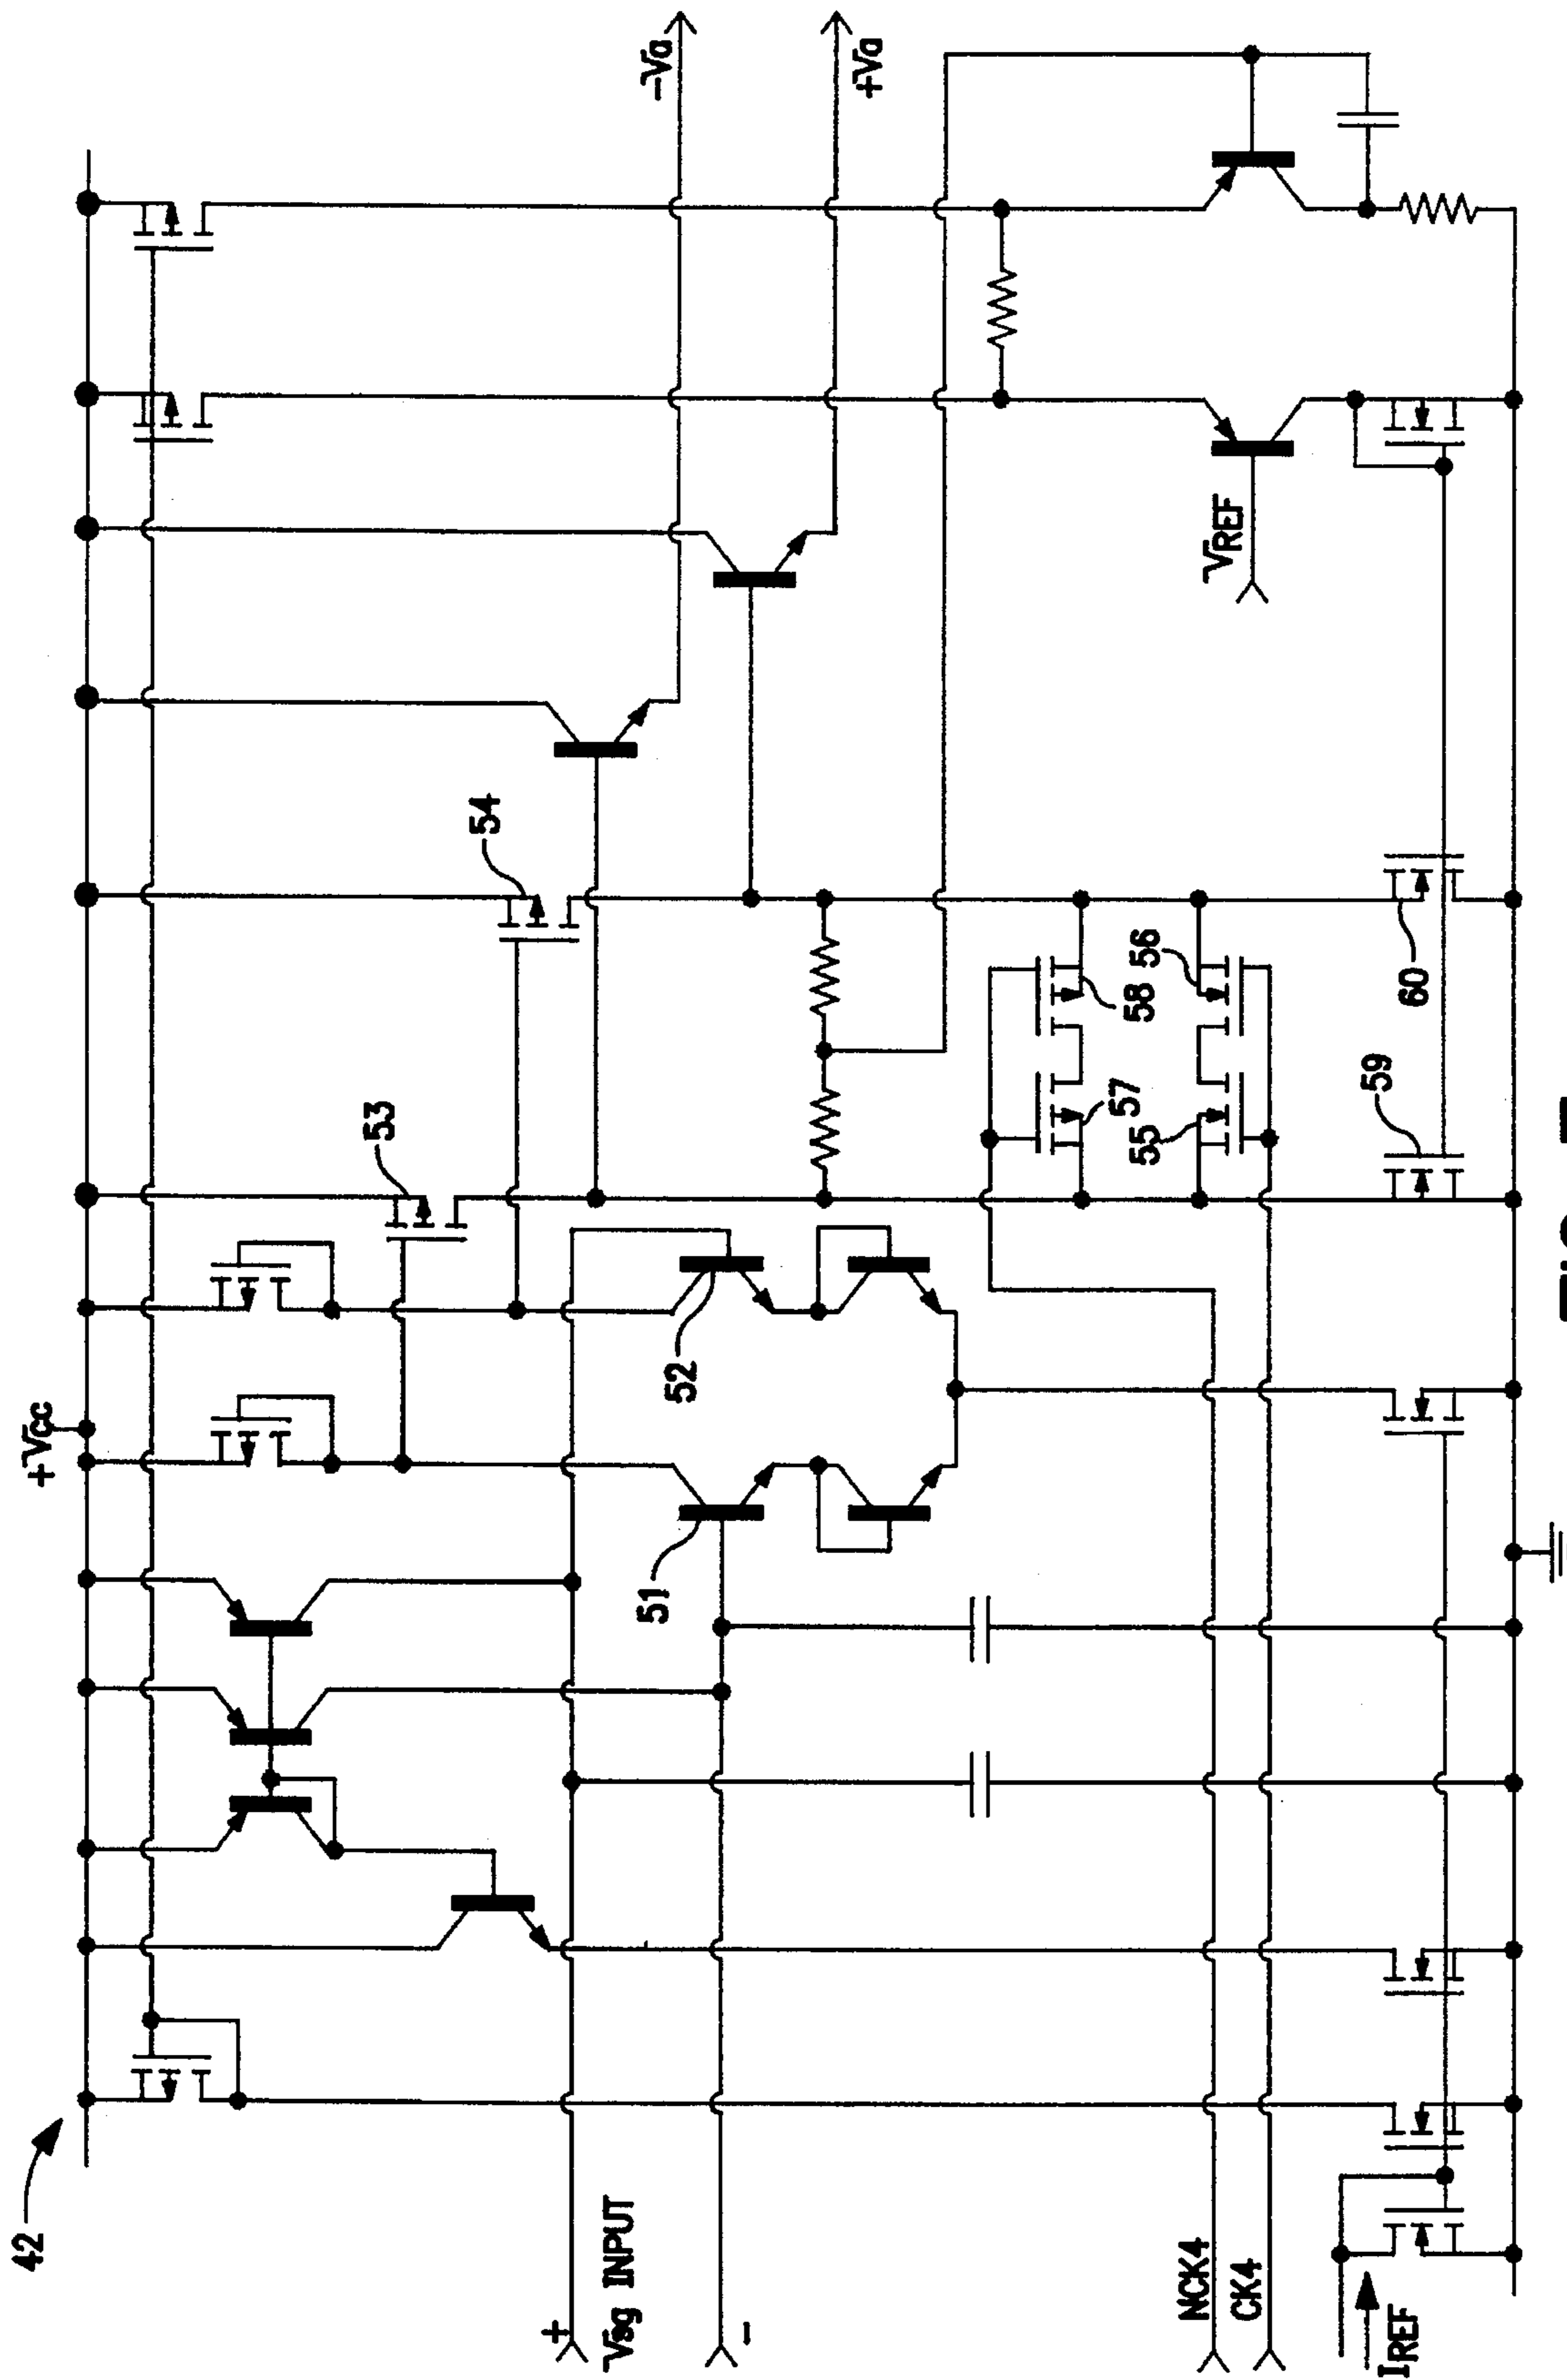 42
+Vcc
-Va
+Va
54
53
52
51
+
Vsg INPUT
-
VREF
58
56
57
55
60
59
NCK4
CK4
IREF